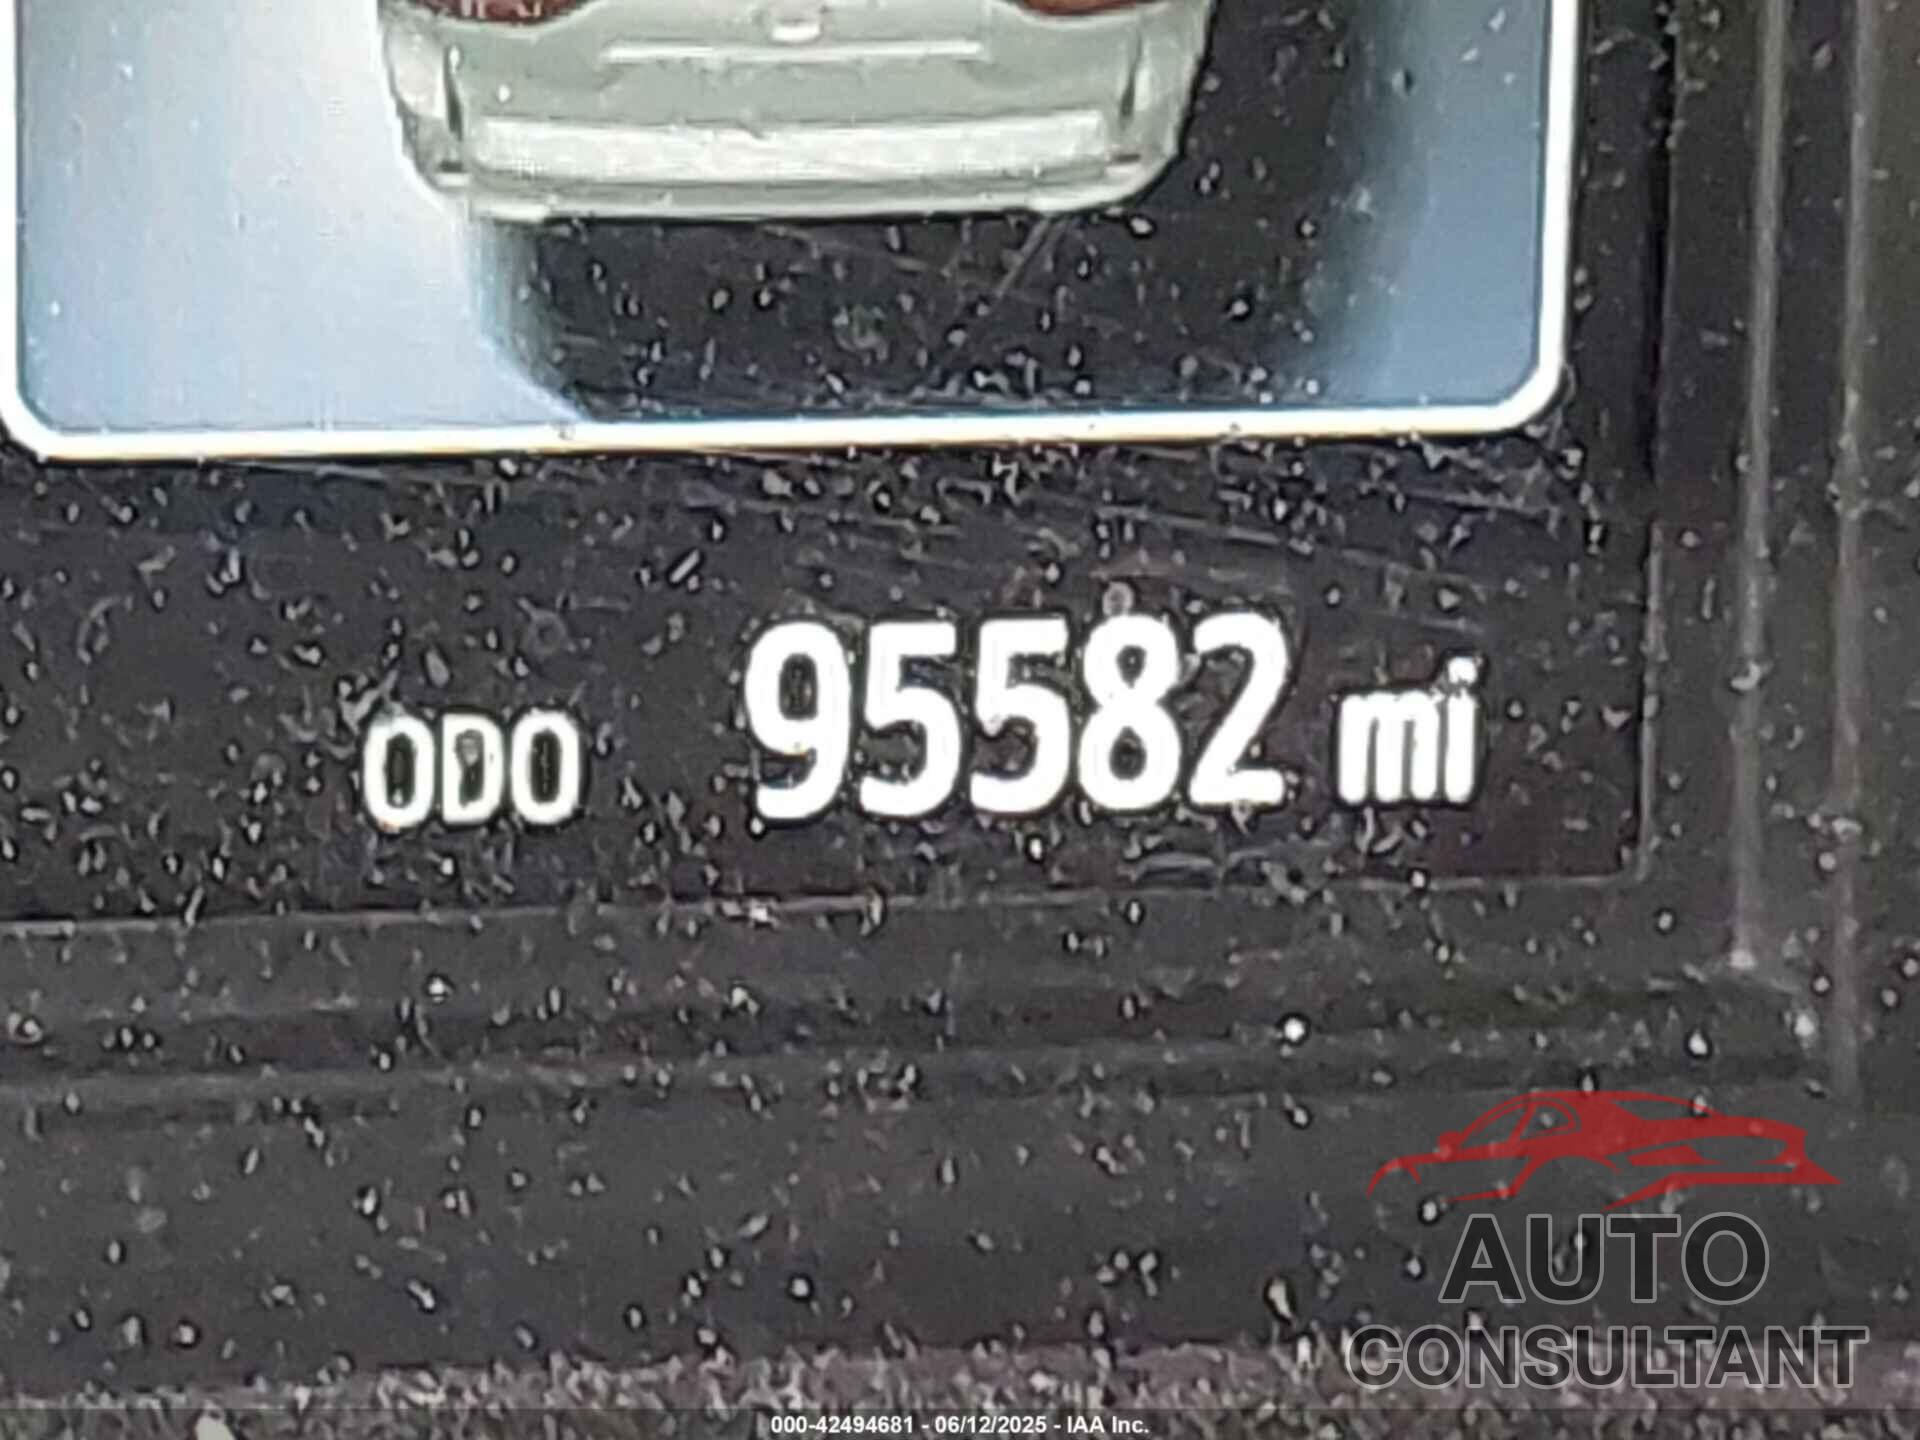 ODO 95582 mi
AUTO
CONSULTANT
000-42494681 - 06/12/2025 - IAA Inc.